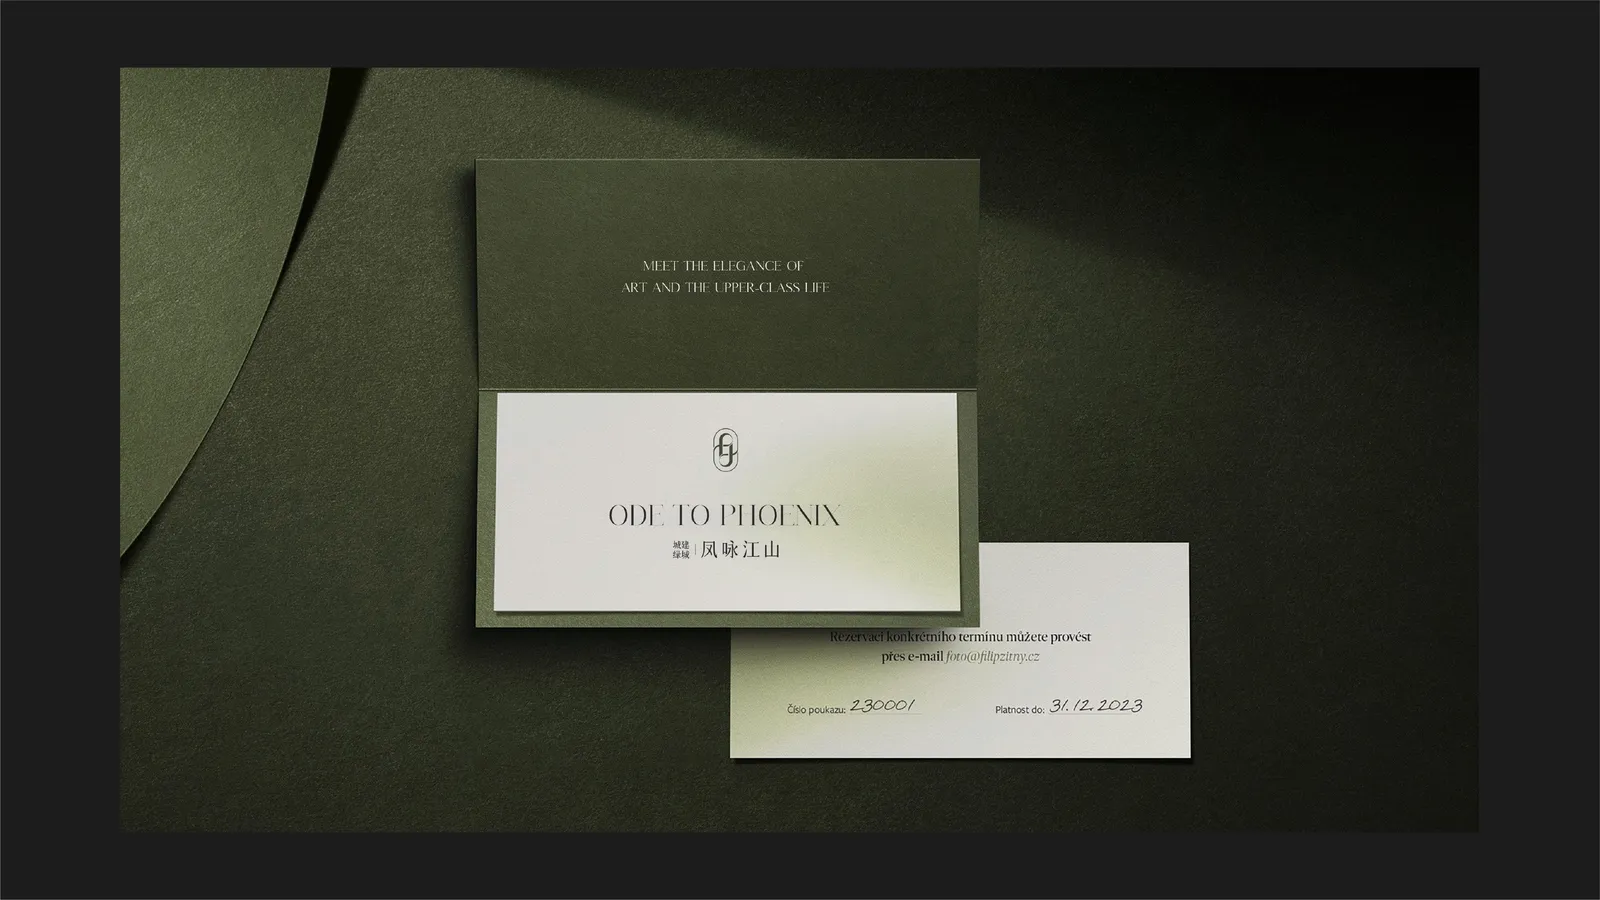 MEET THE ELEGANCE OF
ART AND THE UPPER-CLASS LIFE
ODE TO PHOENIX
城建
绿城
凤咏江山
Rezervaci konkrétního termínu můžete provést
přes e-mail foto@filipzitny.cz
Číslo poukazu: 230001
Platnost do: 31.12.2023